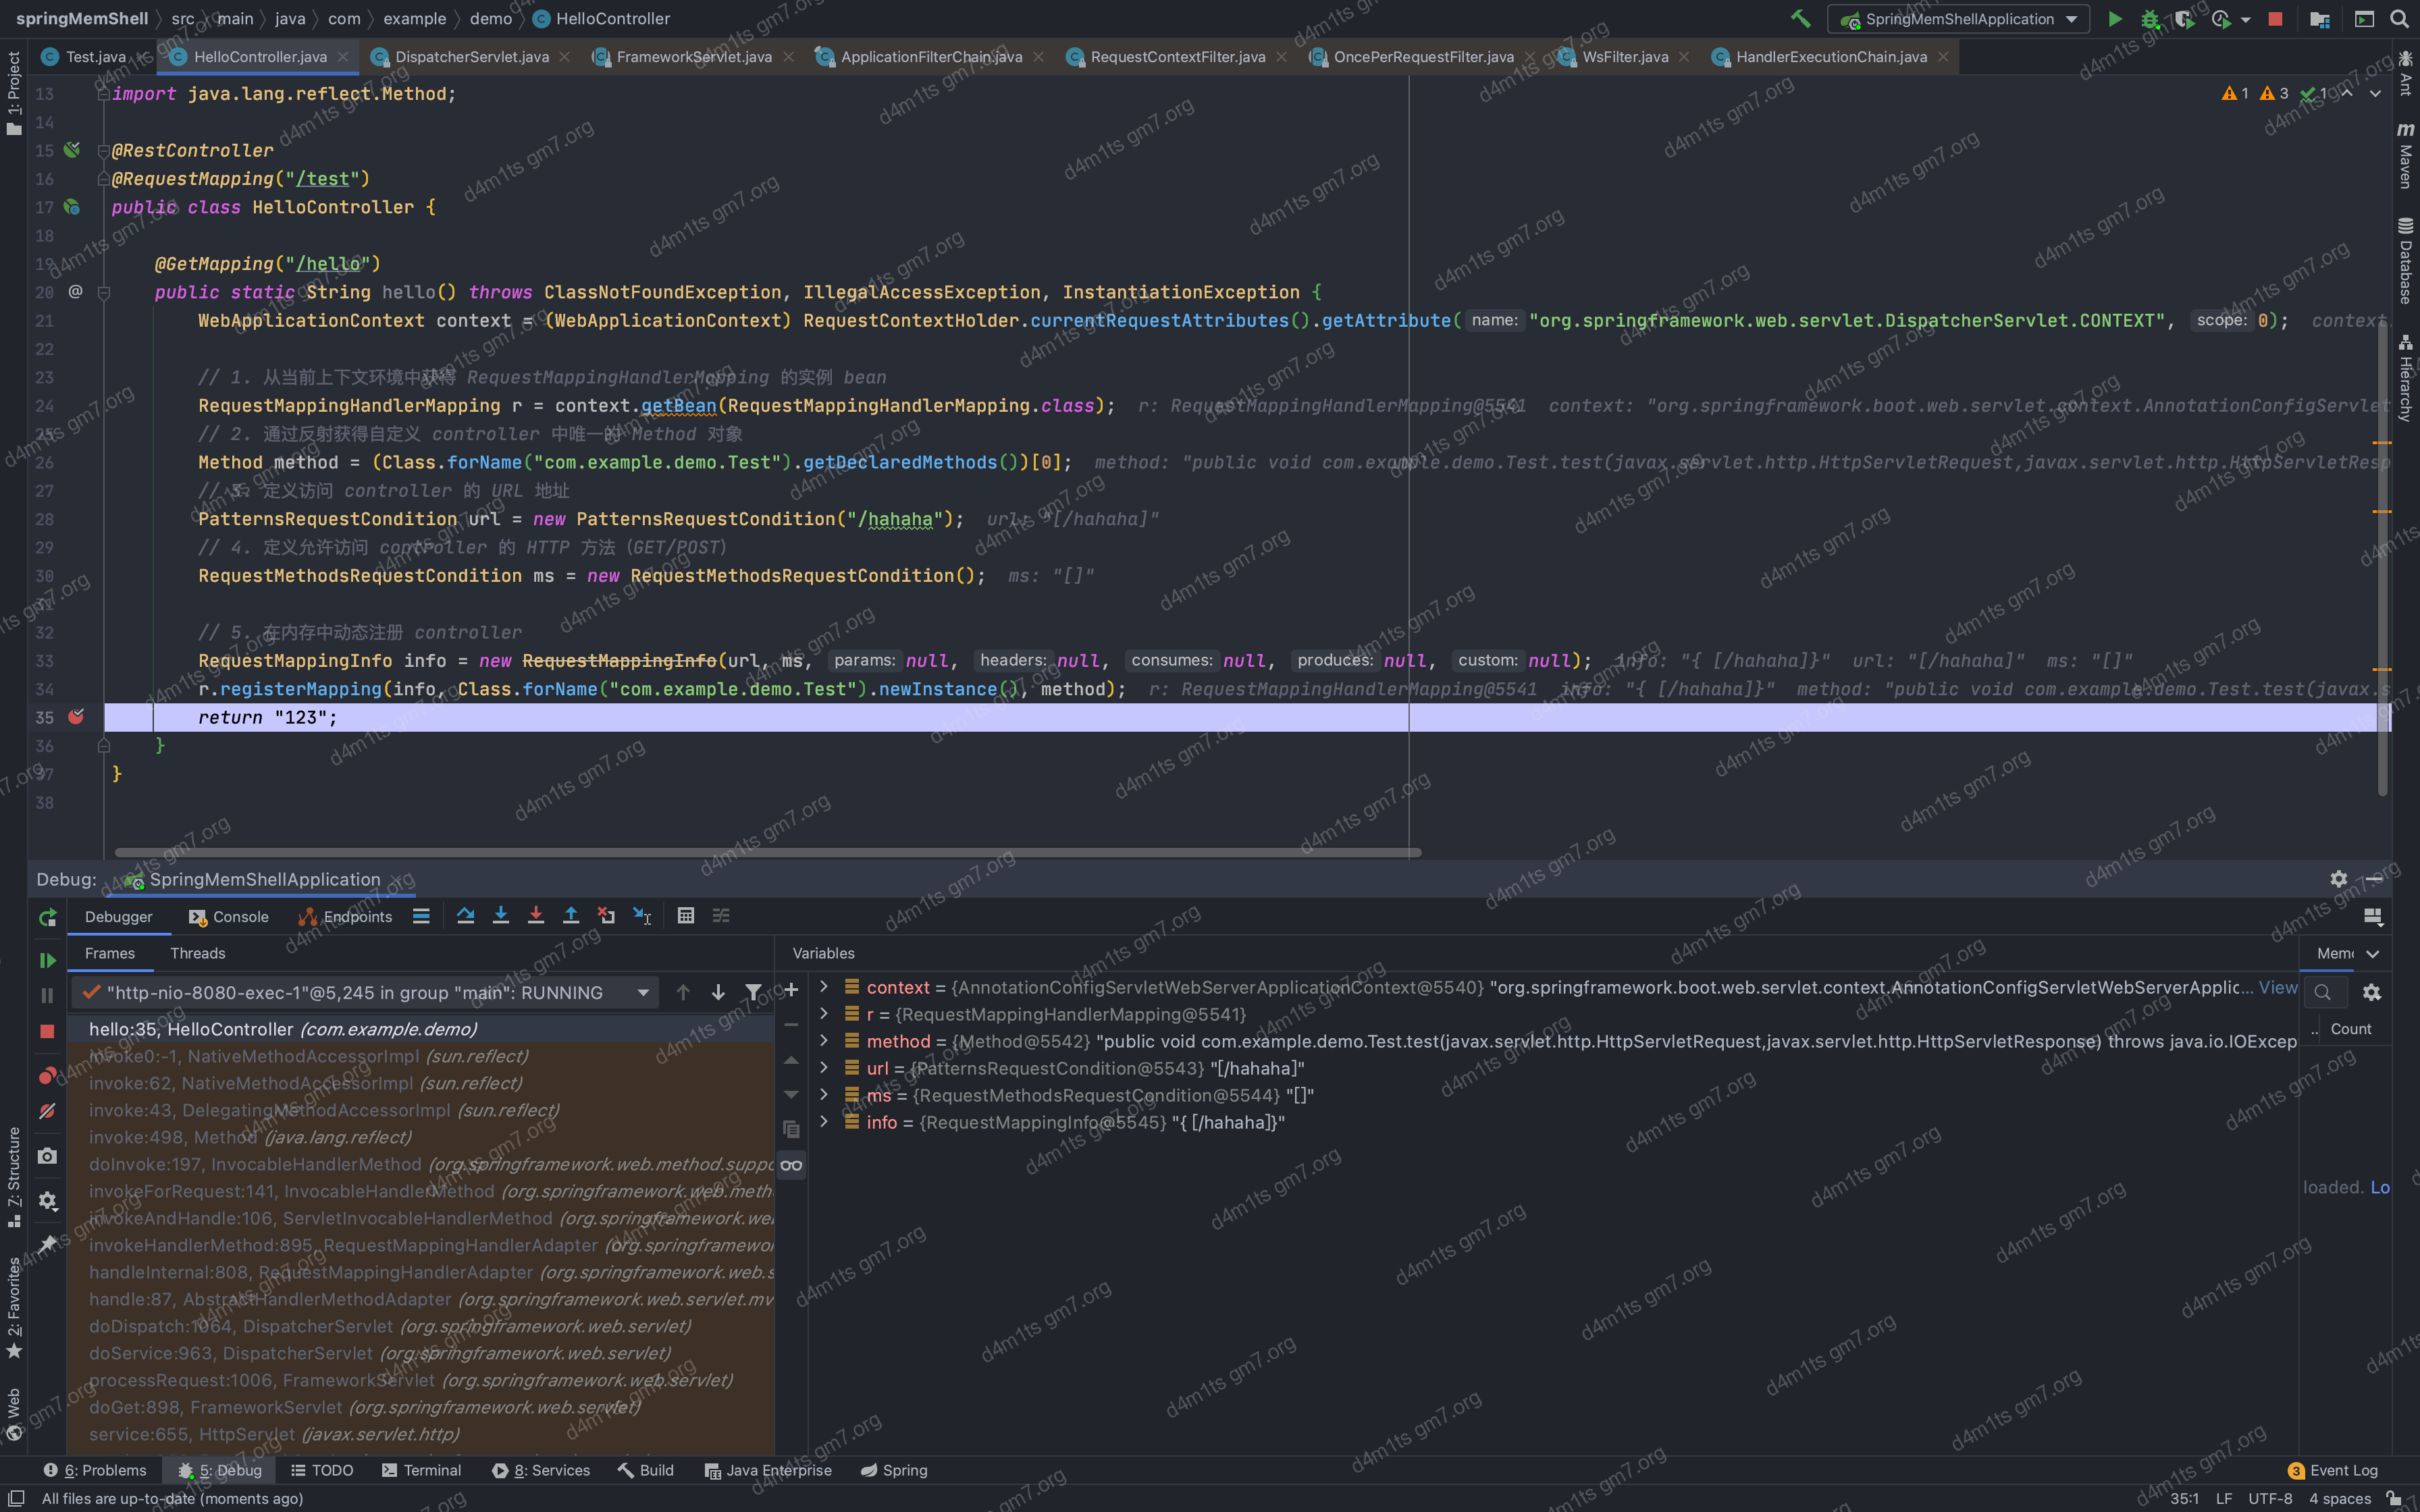 springMemShell 〉 src 〉 main 〉 java 〉 com 〉 example 〉 demo 〉 HelloController
SpringMemShellApplication
Test.java HelloController.java DispatcherServlet.java FrameworkServlet.java ApplicationFilterChain.java RequestContextFilter.java OncePerRequestFilter.java WsFilter.java HandlerExecutionChain.java
1: Project
Ant
Maven
Database
Hierarchy
1 3 1
13 import java.lang.reflect.Method;
14
15 @RestController
16 @RequestMapping("/test")
17 public class HelloController {
18
19 @GetMapping("/hello")
20 @ public static String hello() throws ClassNotFoundException, IllegalAccessException, InstantiationException {
21 WebApplicationContext context = (WebApplicationContext) RequestContextHolder.currentRequestAttributes().getAttribute( name: "org.springframework.web.servlet.DispatcherServlet.CONTEXT", scope: 0); context
22
23 // 1. 从当前上下文环境中获得 RequestMappingHandlerMapping 的实例 bean
24 RequestMappingHandlerMapping r = context.getBean(RequestMappingHandlerMapping.class); r: RequestMappingHandlerMapping@5541 context: "org.springframework.boot.web.servlet.context.AnnotationConfigServlet
25 // 2. 通过反射获得自定义 controller 中唯一的 Method 对象
26 Method method = (Class.forName("com.example.demo.Test").getDeclaredMethods())[0]; method: "public void com.example.demo.Test.test(javax.servlet.http.HttpServletRequest,javax.servlet.http.HttpServletResp
27 // 3. 定义访问 controller 的 URL 地址
28 PatternsRequestCondition url = new PatternsRequestCondition("/hahaha"); url: "[/hahaha]"
29 // 4. 定义允许访问 controller 的 HTTP 方法（GET/POST）
30 RequestMethodsRequestCondition ms = new RequestMethodsRequestCondition(); ms: "[]"
31
32 // 5. 在内存中动态注册 controller
33 RequestMappingInfo info = new RequestMappingInfo(url, ms, params: null, headers: null, consumes: null, produces: null, custom: null); info: "{ [/hahaha]}" url: "[/hahaha]" ms: "[]"
34 r.registerMapping(info, Class.forName("com.example.demo.Test").newInstance(), method); r: RequestMappingHandlerMapping@5541 info: "{ [/hahaha]}" method: "public void com.example.demo.Test.test(javax.s
35 return "123";
36 }
37 }
38
Debug: SpringMemShellApplication
Debugger Console Endpoints
Frames Threads
Variables
Mem
"http-nio-8080-exec-1"@5,245 in group "main": RUNNING
hello:35, HelloController (com.example.demo)
invoke0:-1, NativeMethodAccessorImpl (sun.reflect)
invoke:62, NativeMethodAccessorImpl (sun.reflect)
invoke:43, DelegatingMethodAccessorImpl (sun.reflect)
invoke:498, Method (java.lang.reflect)
doInvoke:197, InvocableHandlerMethod (org.springframework.web.method.suppo
invokeForRequest:141, InvocableHandlerMethod (org.springframework.web.meth
invokeAndHandle:106, ServletInvocableHandlerMethod (org.springframework.we
invokeHandlerMethod:895, RequestMappingHandlerAdapter (org.springframewor
handleInternal:808, RequestMappingHandlerAdapter (org.springframework.web.s
handle:87, AbstractHandlerMethodAdapter (org.springframework.web.servlet.mv
doDispatch:1064, DispatcherServlet (org.springframework.web.servlet)
doService:963, DispatcherServlet (org.springframework.web.servlet)
processRequest:1006, FrameworkServlet (org.springframework.web.servlet)
doGet:898, FrameworkServlet (org.springframework.web.servlet)
service:655, HttpServlet (javax.servlet.http)
context = {AnnotationConfigServletWebServerApplicationContext@5540} "org.springframework.boot.web.servlet.context.AnnotationConfigServletWebServerApplic... View
r = {RequestMappingHandlerMapping@5541}
method = {Method@5542} "public void com.example.demo.Test.test(javax.servlet.http.HttpServletRequest,javax.servlet.http.HttpServletResponse) throws java.io.IOExcep
url = {PatternsRequestCondition@5543} "[/hahaha]"
ms = {RequestMethodsRequestCondition@5544} "[]"
info = {RequestMappingInfo@5545} "{ [/hahaha]}"
.. Count
loaded. Lo
Z: Structure
2: Favorites
Web
6: Problems 5: Debug TODO Terminal 8: Services Build Java Enterprise Spring
3 Event Log
All files are up-to-date (moments ago)
35:1 LF UTF-8 4 spaces
d4m1ts gm7.org